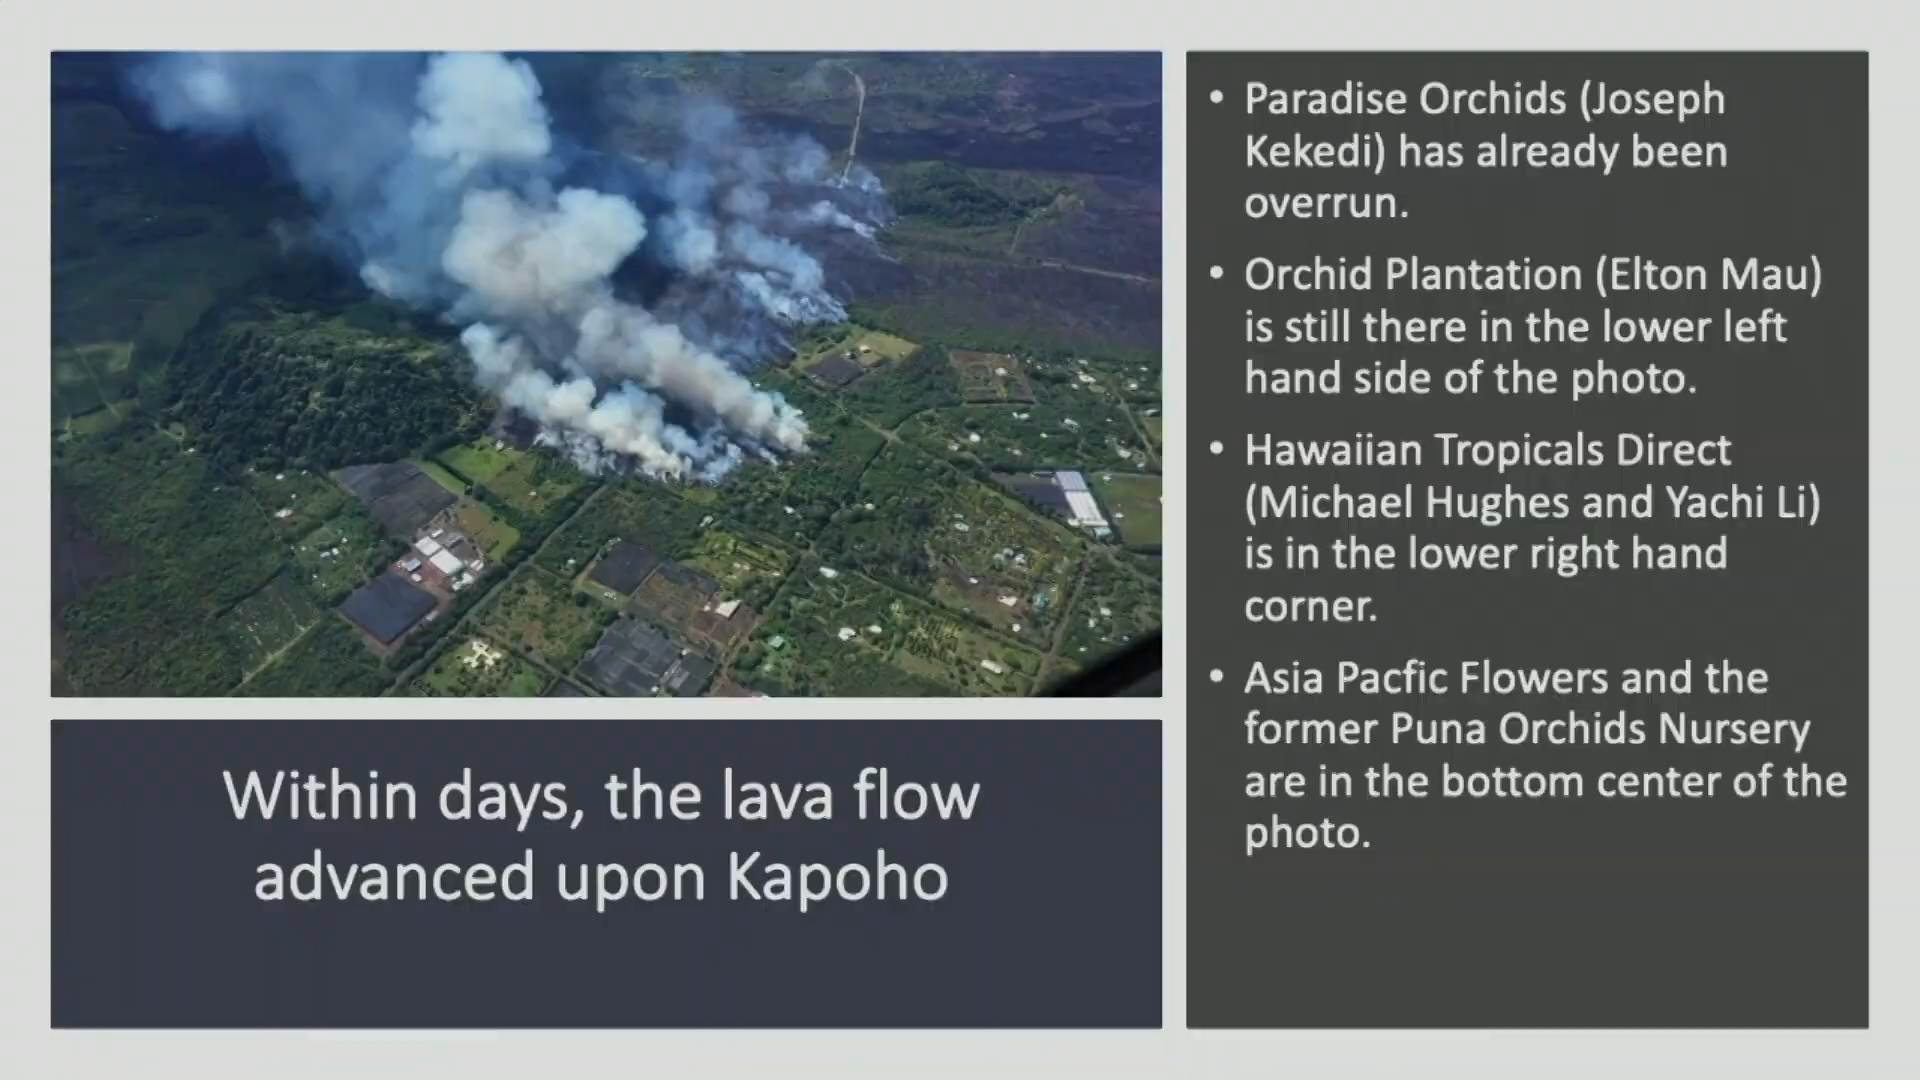 • Paradise Orchids (Joseph
Kekedi) has already been
overrun.
• Orchid Plantation (Elton Mau)
is still there in the lower left
hand side of the photo.
• Hawaiian Tropicals Direct
(Michael Hughes and Yachi Li)
is in the lower right hand
corner.
• Asia Pacfic Flowers and the
former Puna Orchids Nursery
are in the bottom center of the
photo.
Within days, the lava flow
advanced upon Kapoho